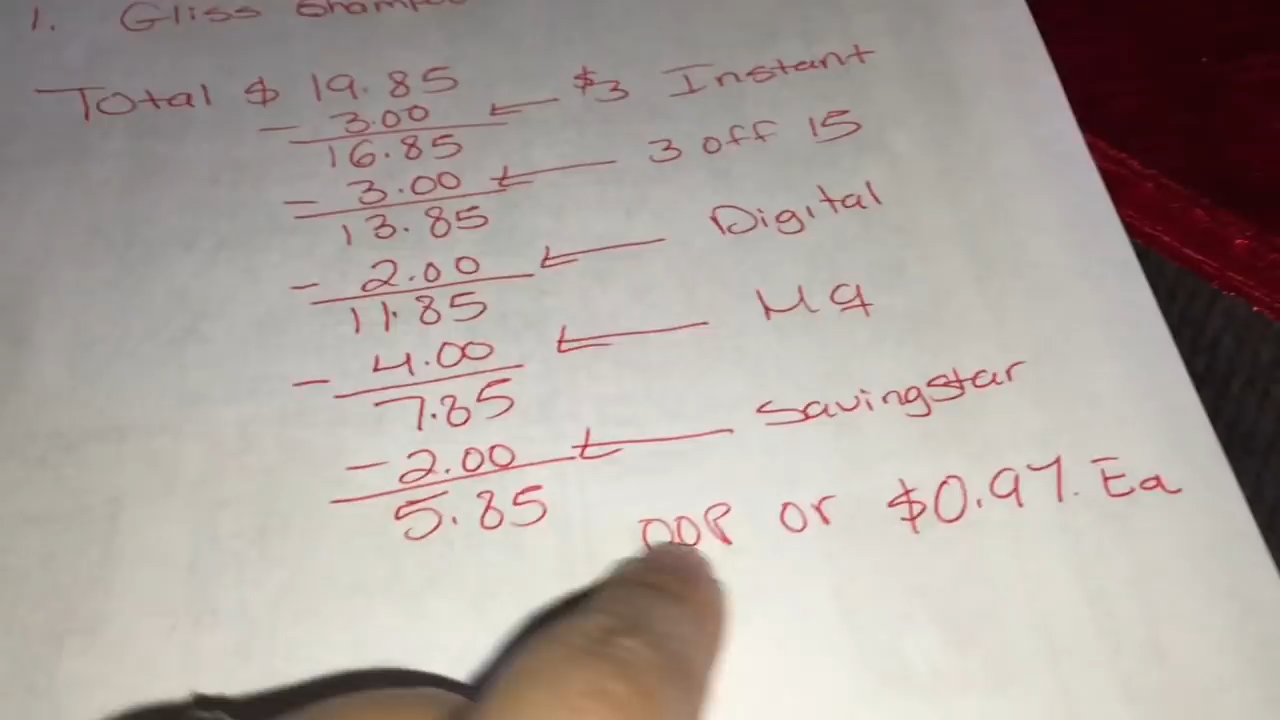 1. Gliss Shampoo
Total $ 19.85
- 3.00 ← $3 Instant
16.85
- 3.00 ← 3 off 15
13.85
- 2.00 ← Digital
11.85
- 4.00 ← MQ
7.85
- 2.00 ← SavingStar
5.85 OOP or $0.97. Ea